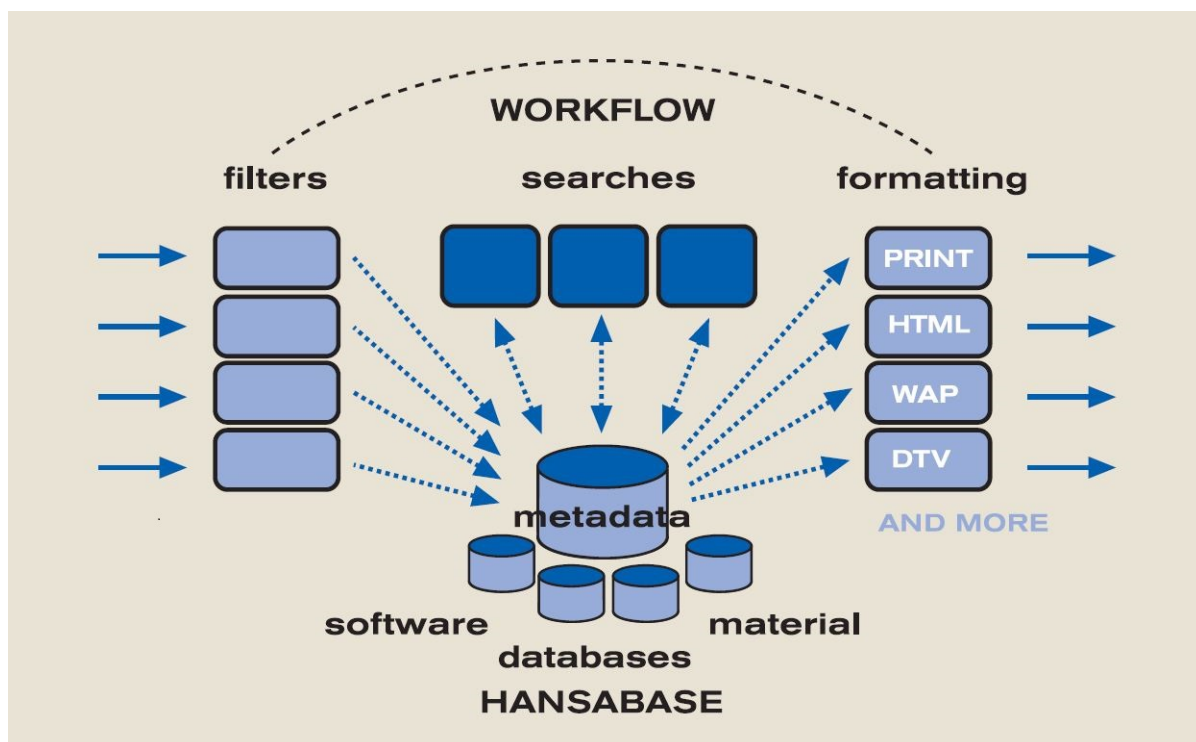 WORKFLOW
filters
searches
formatting
PRINT
HTML
WAP
DTV
AND MORE
metadata
software
material
databases
HANSABASE